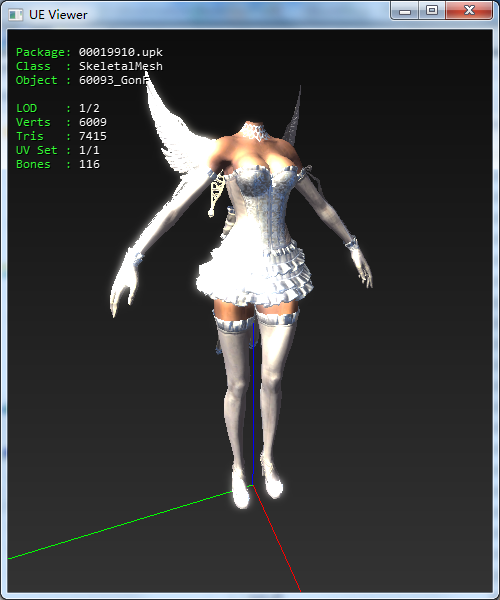 UE Viewer
Package: 00019910.upk
Class : SkeletalMesh
Object : 60093_GonF
LOD : 1/2
Verts : 6009
Tris : 7415
UV Set : 1/1
Bones : 116